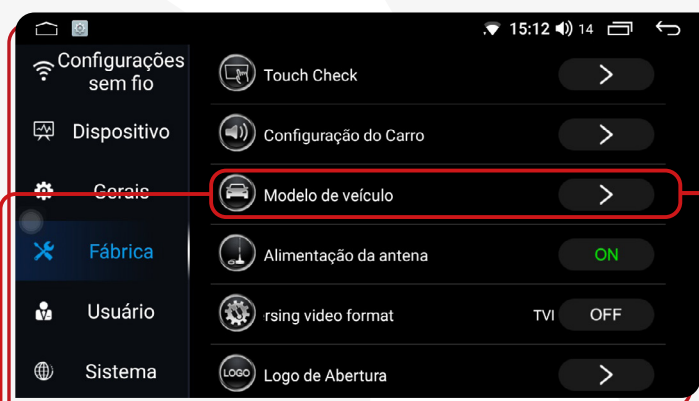 15:12 14
Configurações
sem fio
Dispositivo
Gerais
Fábrica
Usuário
Sistema
Touch Check
Configuração do Carro
Modelo de veículo
Alimentação da antena ON
rsing video format TVI OFF
LOGO Logo de Abertura